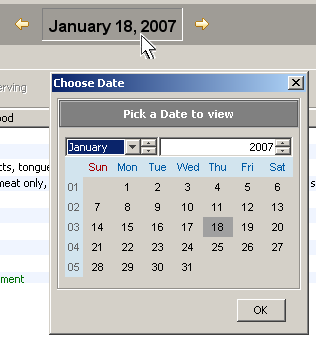 January 18, 2007
erving
Choose Date
ood
Pick a Date to view
January 2007
Sun Mon Tue Wed Thu Fri Sat
cts, tongue
meat only,
01 1 2 3 4 5 6
02 7 8 9 10 11 12 13
03 14 15 16 17 18 19 20
04 21 22 23 24 25 26 27
05 28 29 30 31
ment
OK